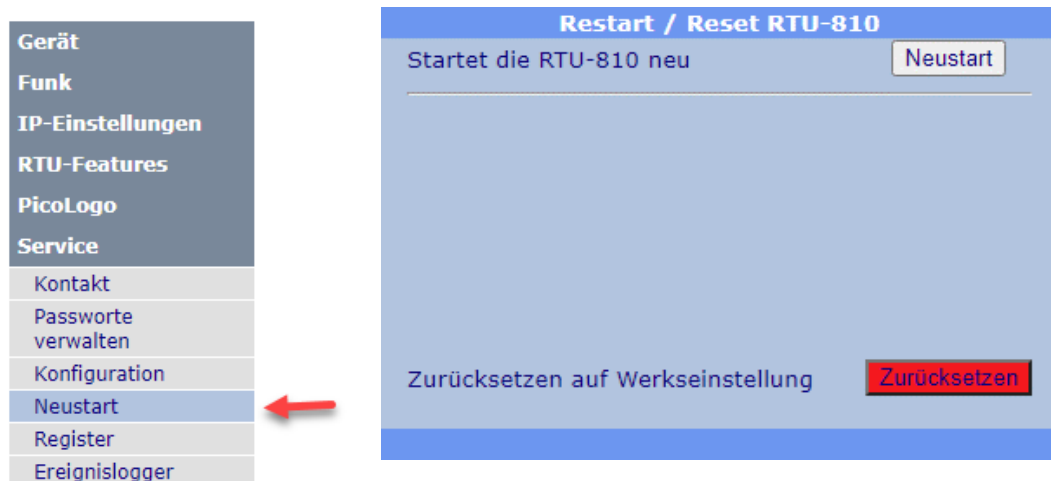 Gerät
Funk
IP-Einstellungen
RTU-Features
PicoLogo
Service
Kontakt
Passworte
verwalten
Konfiguration
Neustart
Register
Ereignislogger
Restart / Reset RTU-810
Startet die RTU-810 neu Neustart
Zurücksetzen auf Werkseinstellung Zurücksetzen